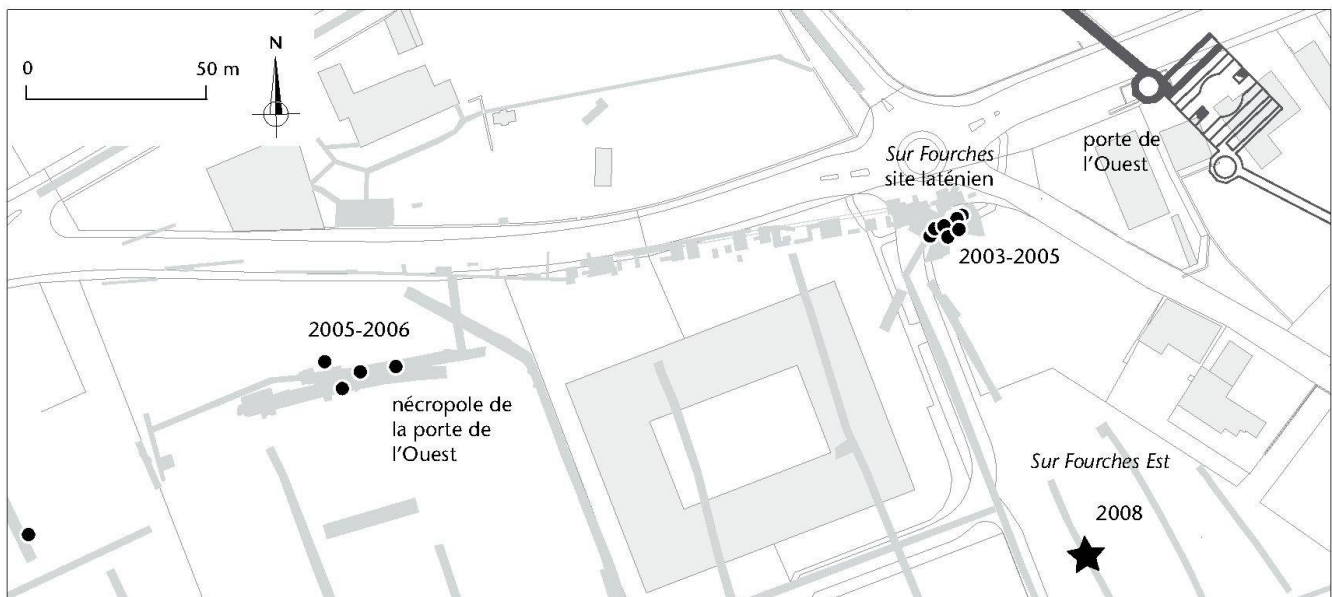 0
50 m
N
Sur Fourches
site laténien
porte de
l'Ouest
2003-2005
2005-2006
nécropole de
la porte de
l'Ouest
Sur Fourches Est
2008